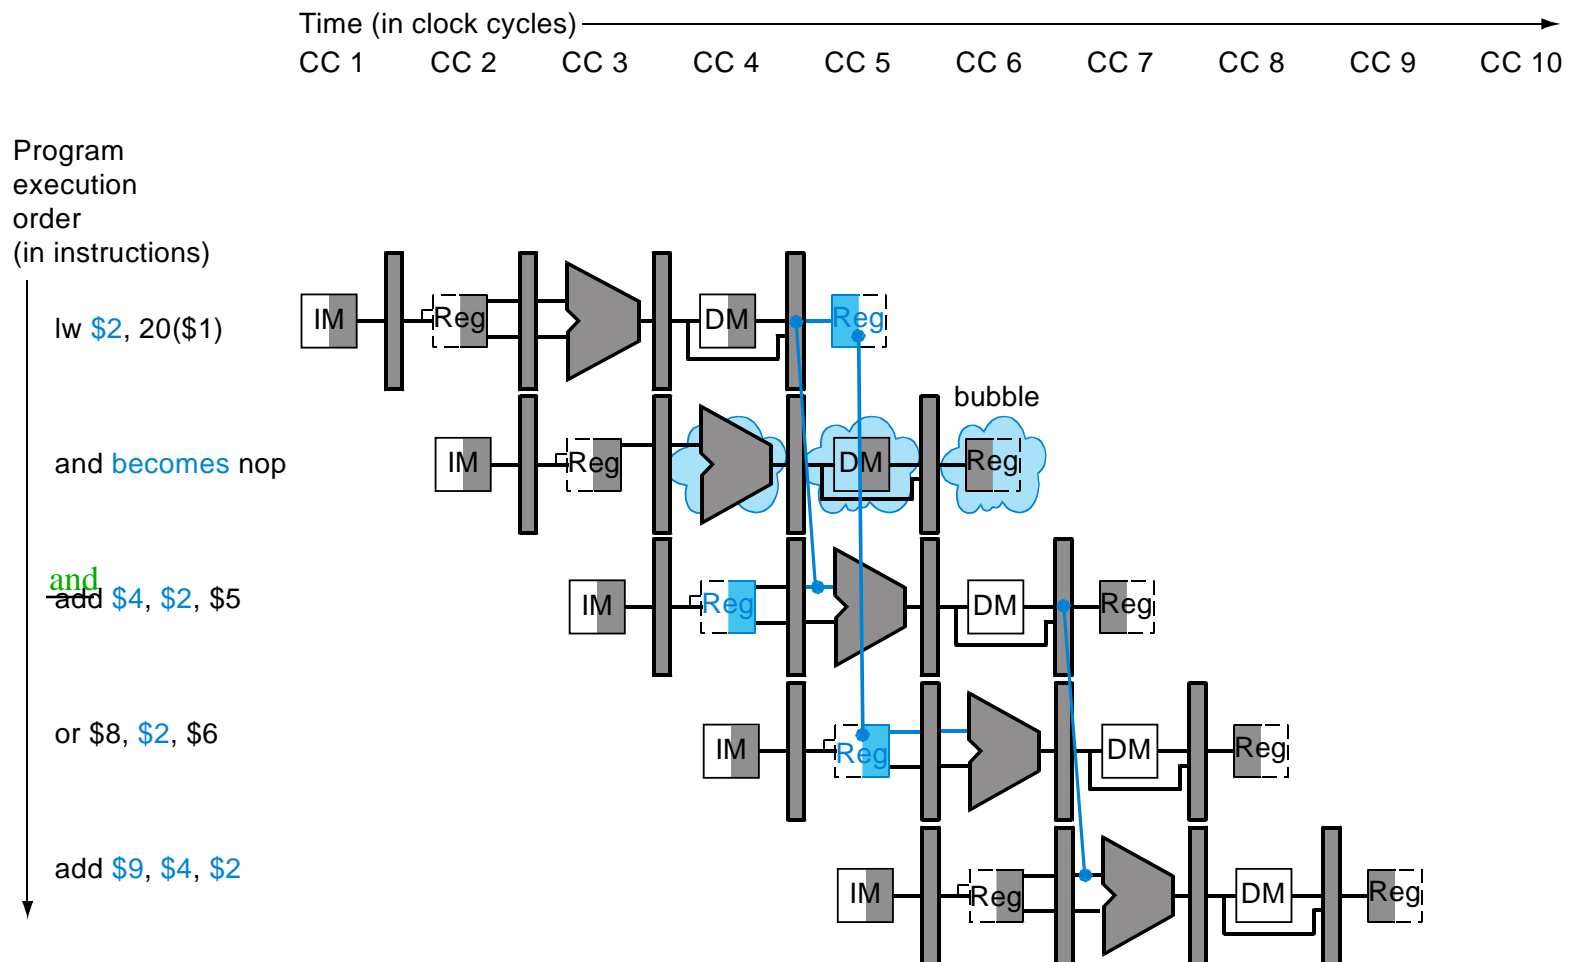 Time (in clock cycles)
CC 1 CC 2 CC 3 CC 4 CC 5 CC 6 CC 7 CC 8 CC 9 CC 10
Program
execution
order
(in instructions)
lw $2, 20($1)
IM Reg DM Reg
bubble
and becomes nop
IM Reg DM Reg
and
add $4, $2, $5
IM Reg DM Reg
or $8, $2, $6
IM Reg DM Reg
add $9, $4, $2
IM Reg DM Reg